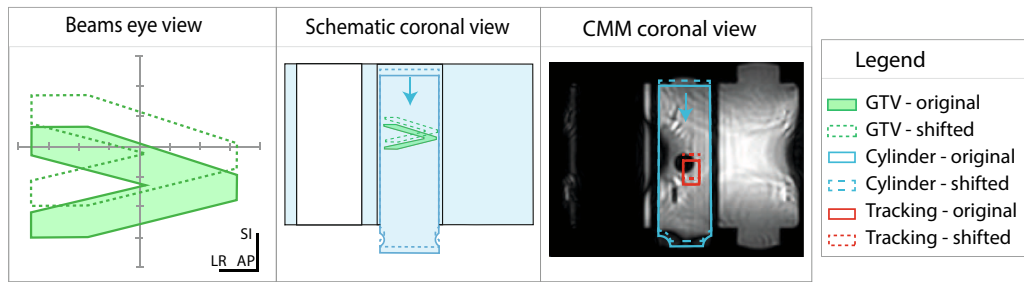 Beams eye view
Schematic coronal view
CMM coronal view
SI
LR AP
Legend
GTV - original
GTV - shifted
Cylinder - original
Cylinder - shifted
Tracking - original
Tracking - shifted